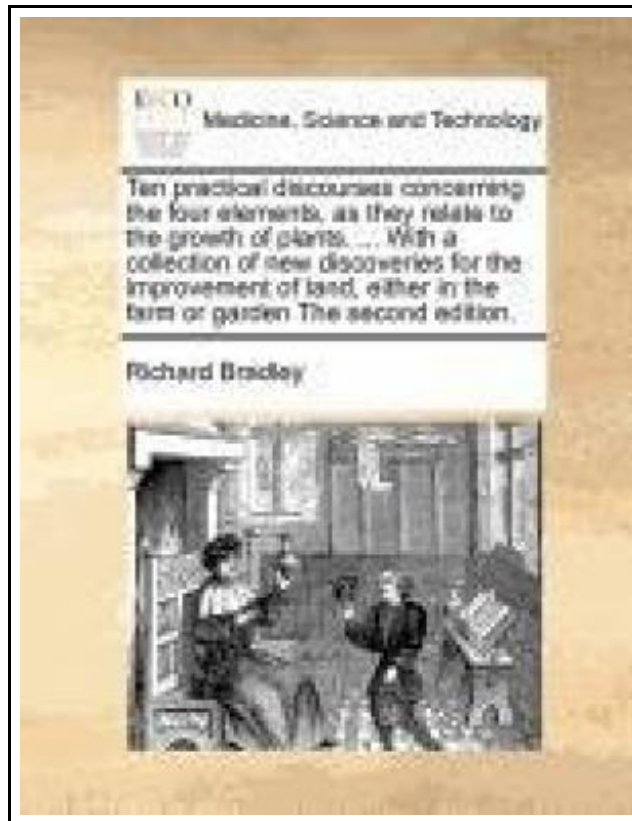 ECCO
Medicine, Science and Technology
Ten practical discourses concerning
the four elements, as they relate to
the growth of plants. ... With a
collection of new discoveries for the
improvement of land, either in the
farm or garden The second edition.
Richard Bradley